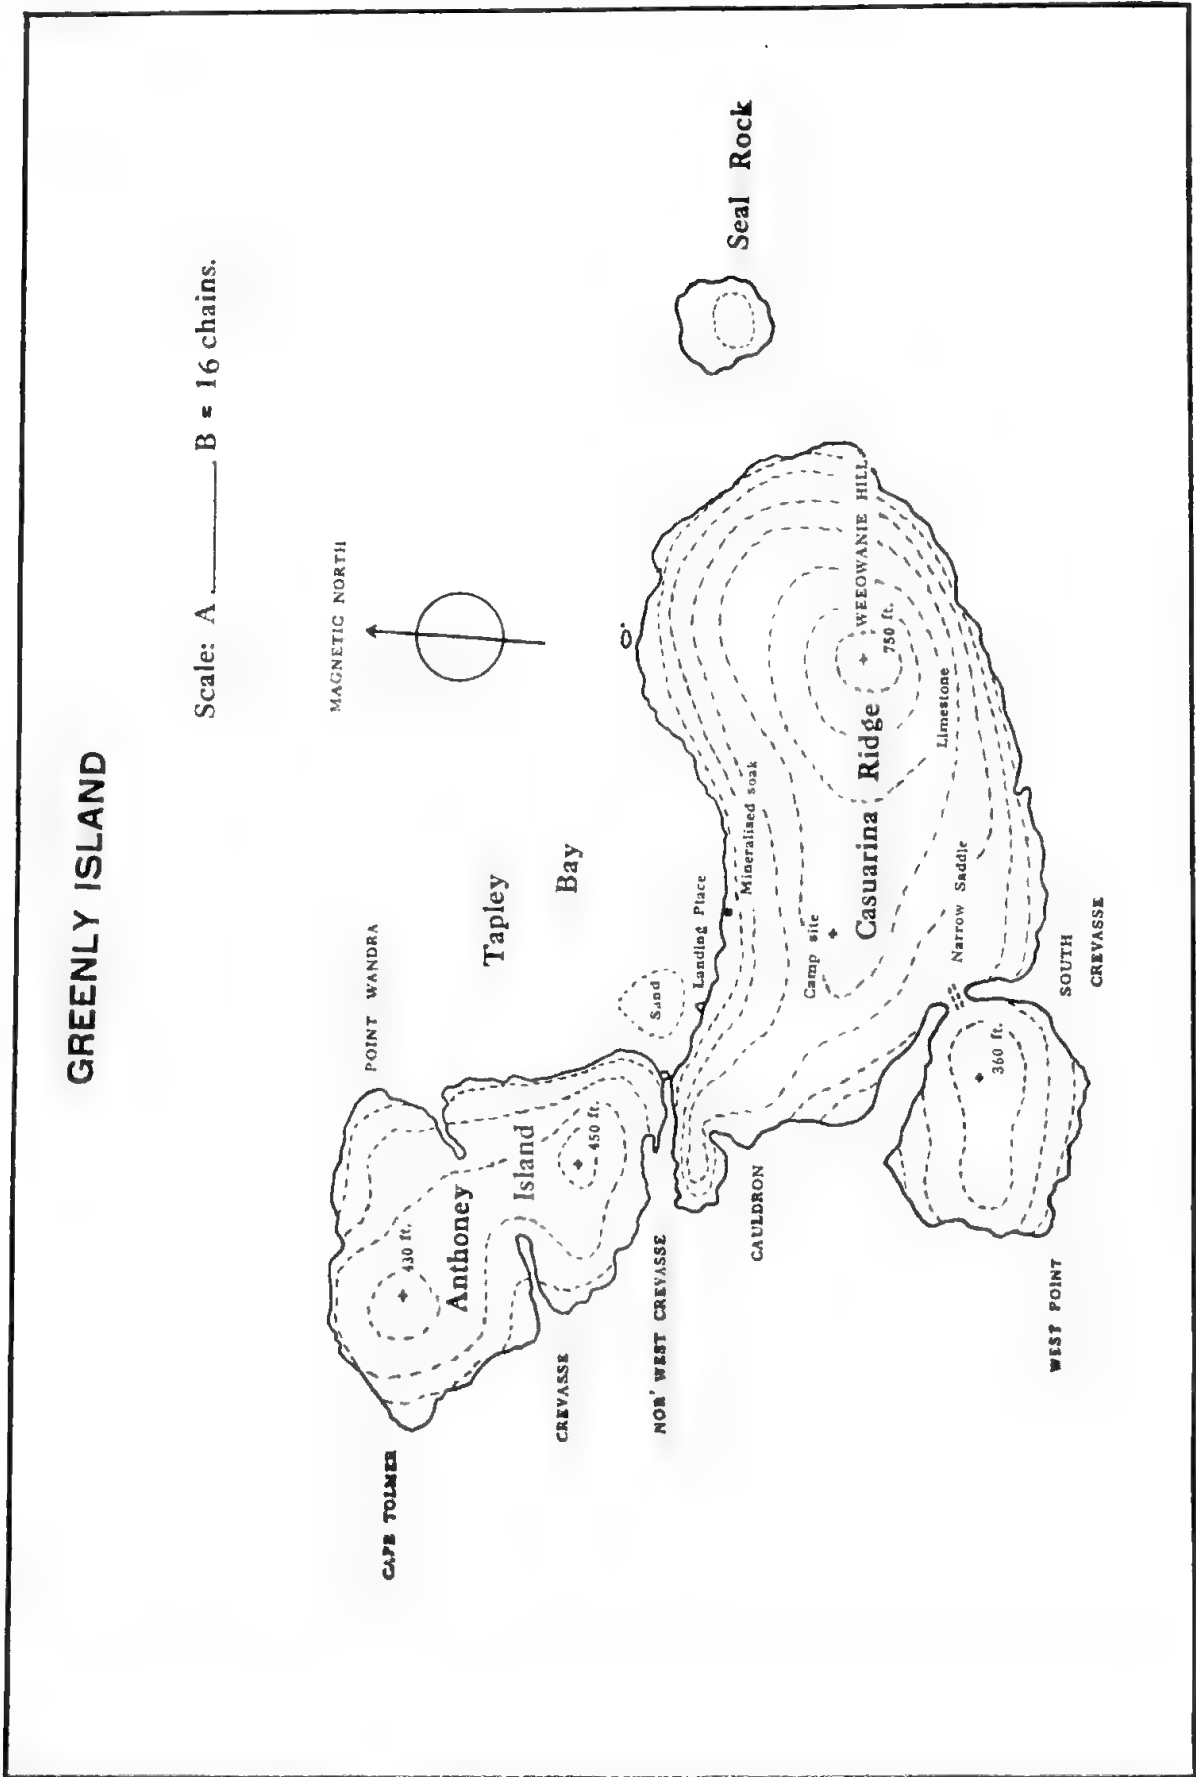 GREENLY ISLAND
Scale: A
B = 16 chains.
MAGNETIC NORTH
POINT WANDRA
Tapley
Bay
CAPE TOLMER
430 ft.
Anthoney
Island
450 ft.
CREVASSE
Sand
Landing Place
NOR' WEST CREVASSE
Mineralised soak
Seal Rock
CAULDRON
Camp site
Casuarina Ridge
WEEOWANIE HILL
750 ft.
Limestone
Narrow Saddle
360 ft.
WEST POINT
SOUTH
CREVASSE